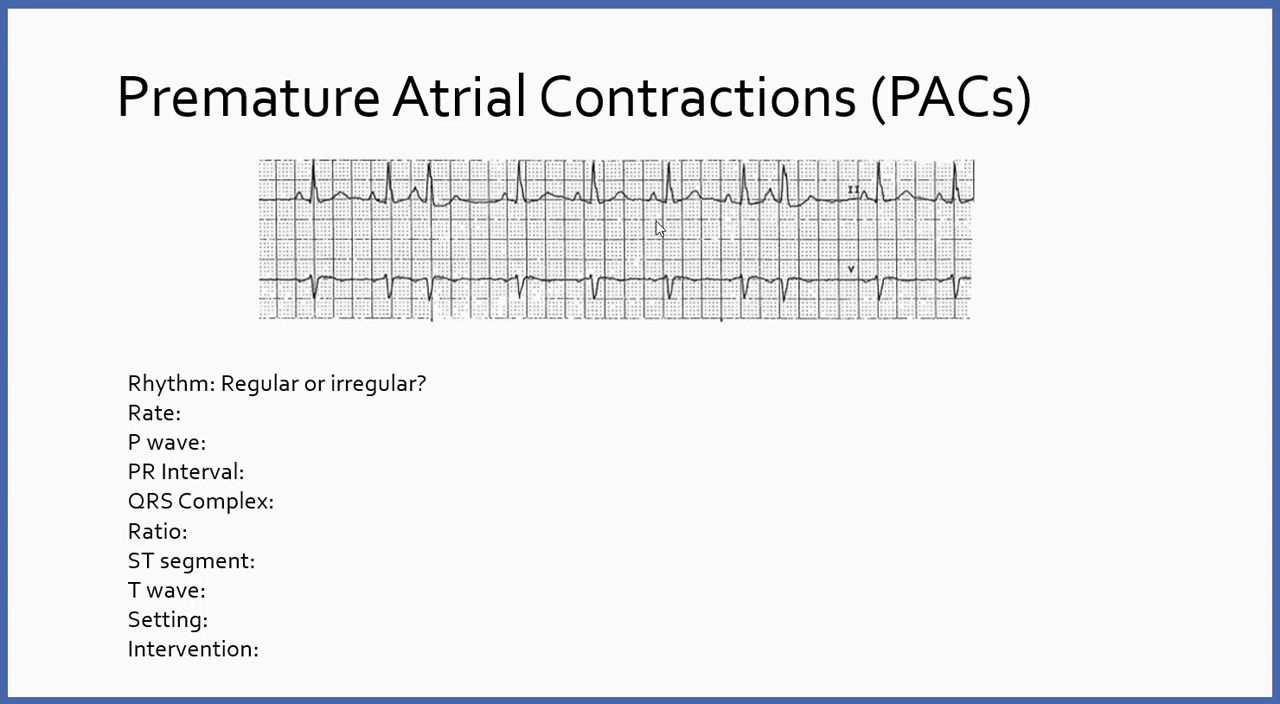 Premature Atrial Contractions (PACs)
II
V
Rhythm: Regular or irregular?
Rate:
P wave:
PR Interval:
QRS Complex:
Ratio:
ST segment:
T wave:
Setting:
Intervention: